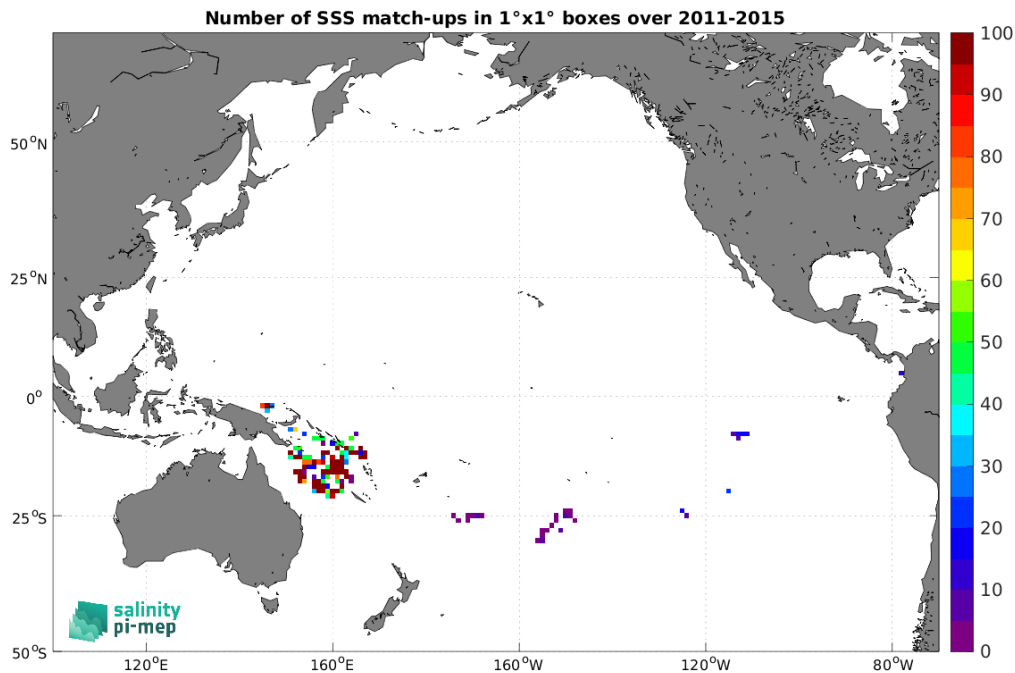 Number of SSS match-ups in 1°x1° boxes over 2011-2015
100
90
80
70
60
50
40
30
20
10
0
50°N
25°N
0°
25°S
50°S
120°E
160°E
160°W
120°W
80°W
salinity
pi-mep